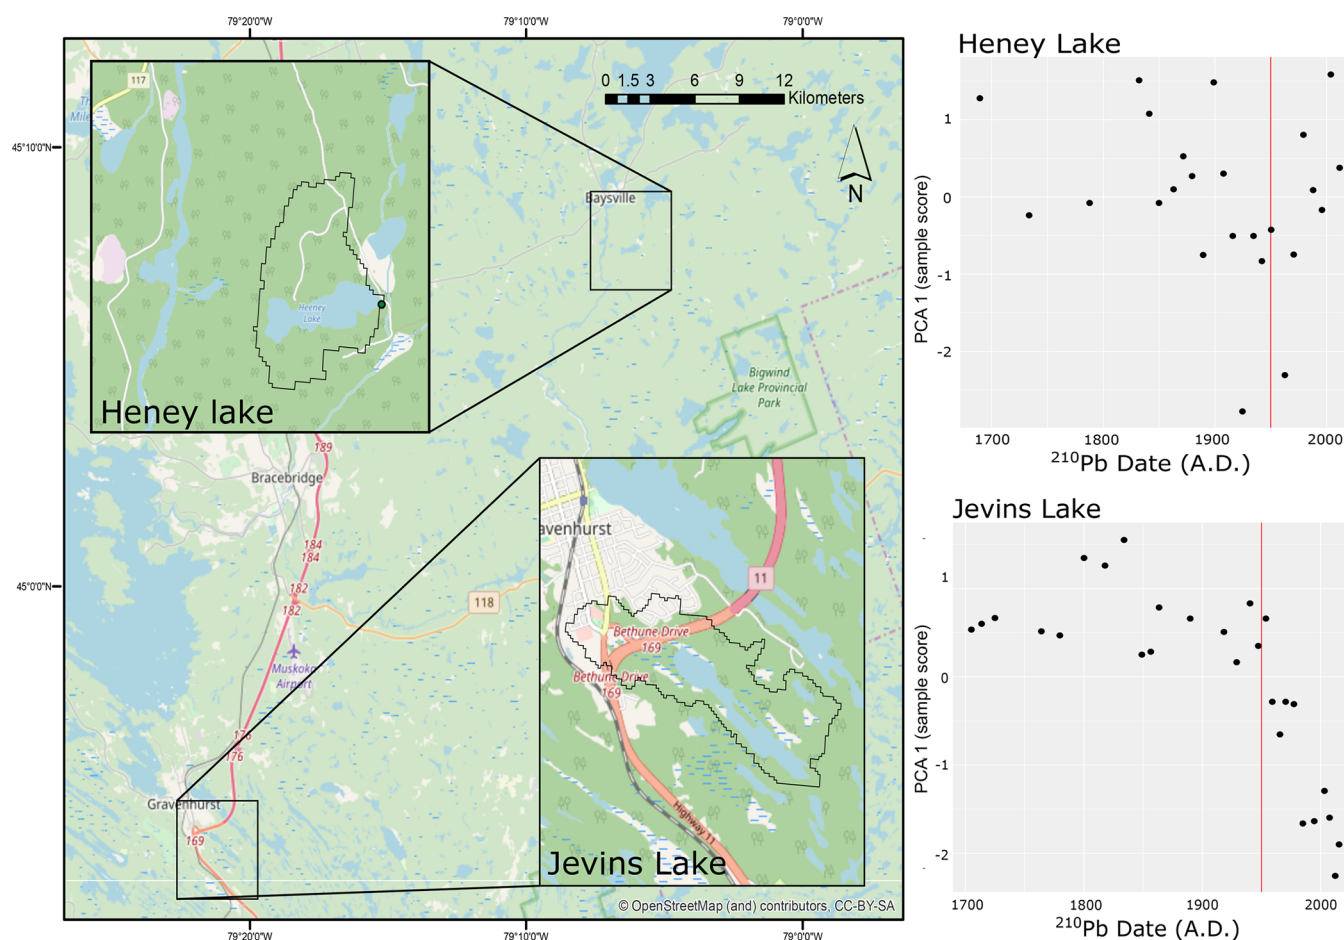 79°20'0"W
79°10'0"W
79°0'0"W
45°10'0"N
45°0'0"N
117
Heeney
Lake
Heney lake
0 1.5 3 6 9 12
Kilometers
N
Baysville
Bigwind
Lake Provincial
Park
189
Bracebridge
184
184
182
182
118
Muskoka
Airport
176
176
Gravenhurst
169
avenhurst
11
Bethune Drive
169
Bethune Drive
169
Highway 11
Jevins Lake
© OpenStreetMap (and) contributors, CC-BY-SA
79°20'0"W
79°10'0"W
79°0'0"W
Heney Lake
PCA 1 (sample score)
1
0
-1
-2
1700 1800 1900 2000
210Pb Date (A.D.)
Jevins Lake
PCA 1 (sample score)
1
0
-1
-2
1700 1800 1900 2000
210Pb Date (A.D.)